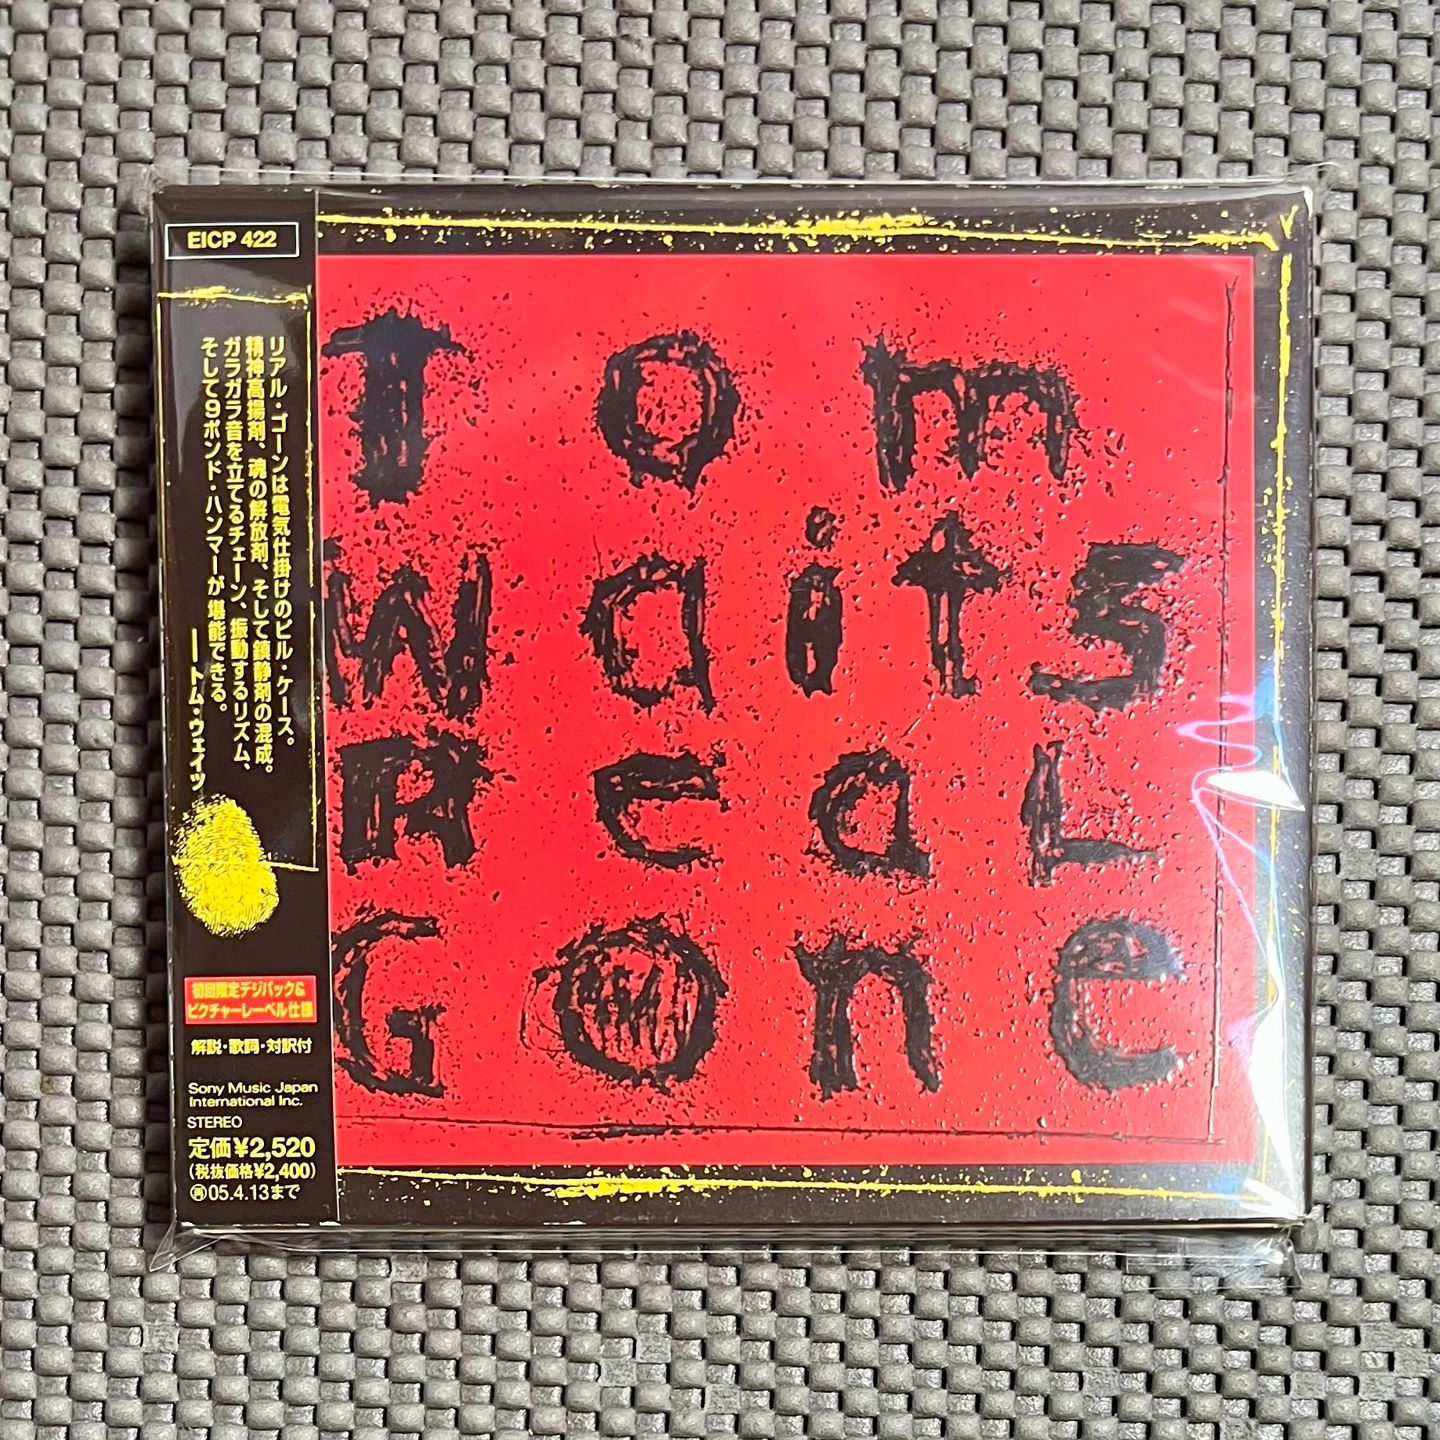 EICP 422
リアル・ゴーンは電気仕掛けのピル・ケース。
精神高揚剤、魂の解放剤、そして鎮静剤の混成。
ガラガラ音を立てるチェーン、振動するリズム、
そして9ポンド・ハンマーが堪能できる。
──トム・ウェイツ
初回限定デジパック&
ピクチャーレーベル仕様
解説・歌詞・対訳付
Sony Music Japan
International Inc.
STEREO
定価¥2,520
(税抜価格¥2,400)
㊢05.4.13まで
Tom
Waits
Real
Gone